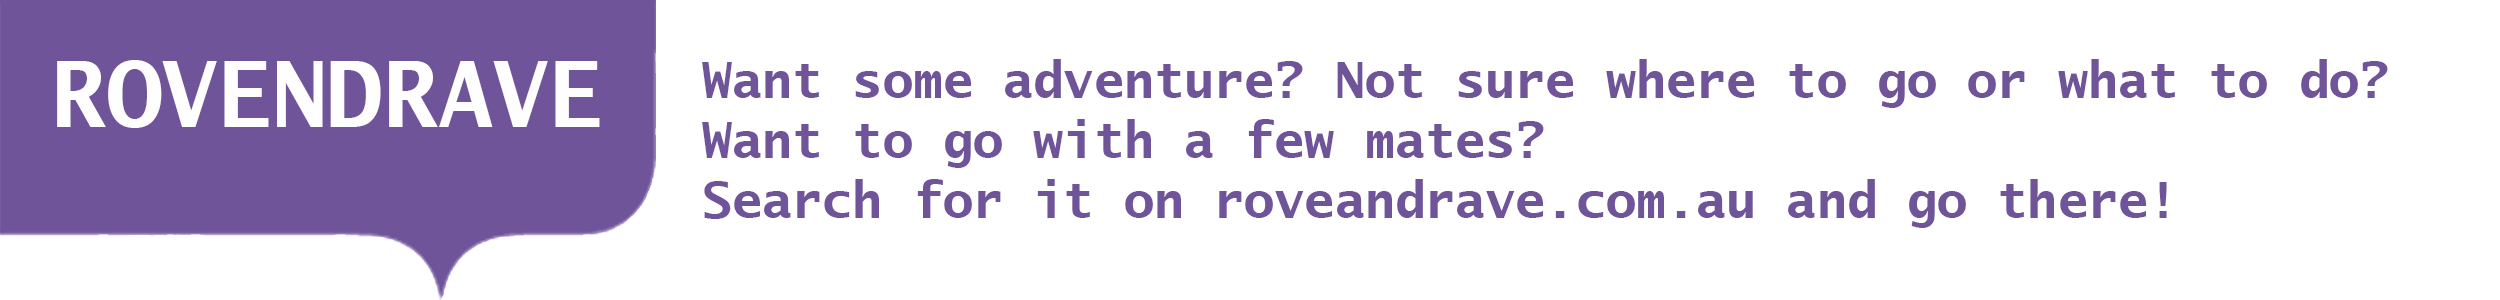 ROVENDRAVE
Want some adventure? Not sure where to go or what to do?
Want to go with a few mates?
Search for it on roveandrave.com.au and go there!